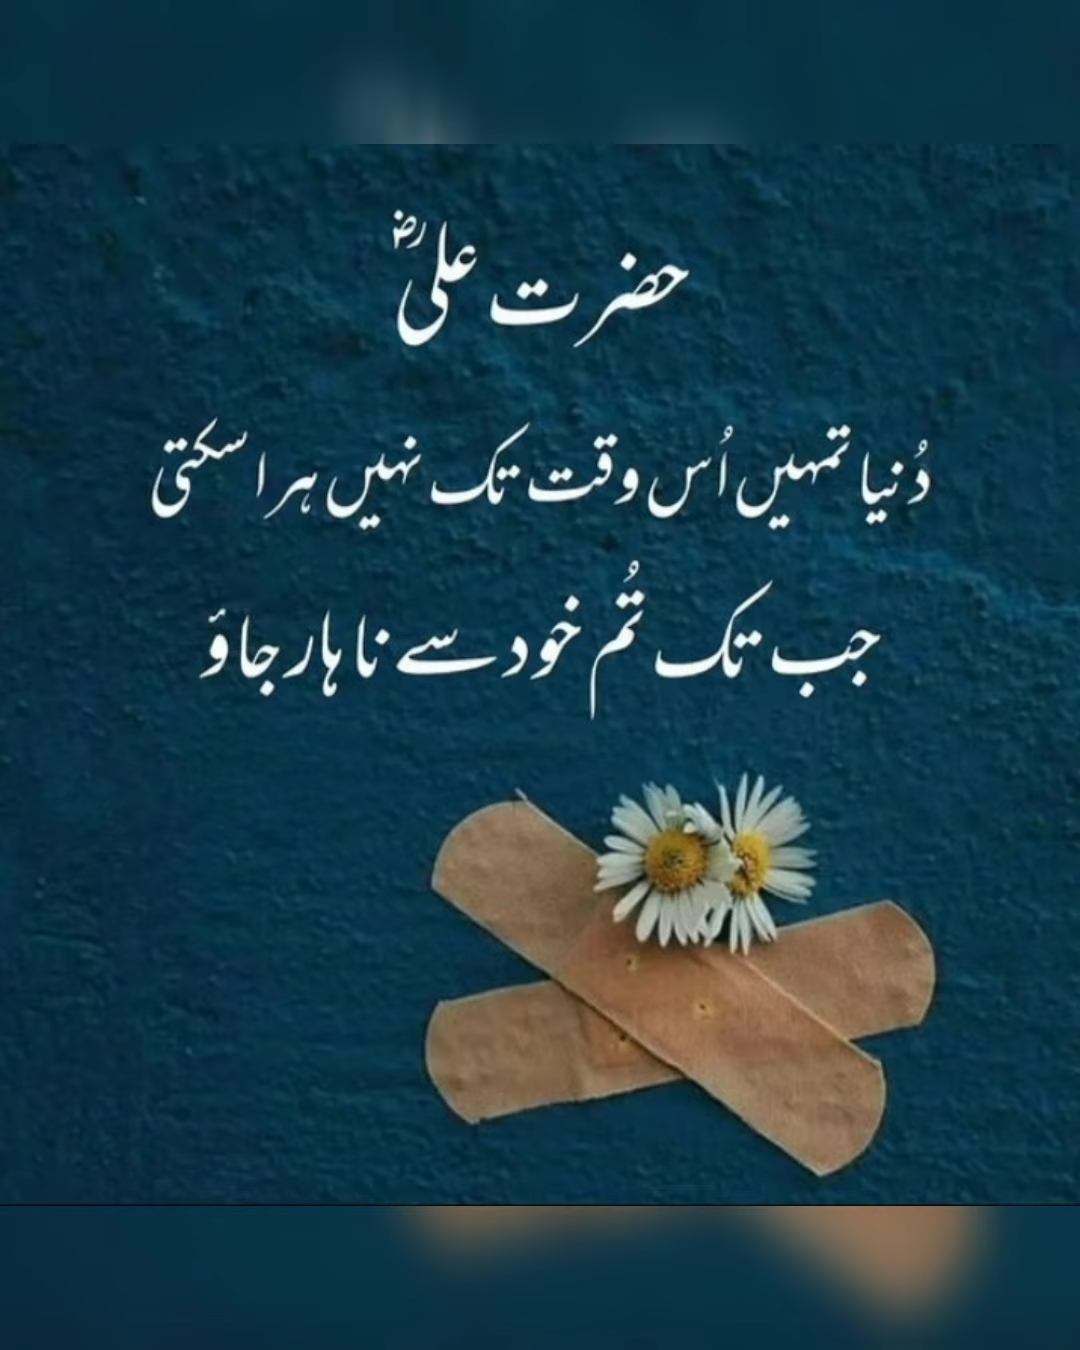 حضرت علیؓ
دُنیا تمہیں اُس وقت تک نہیں ہرا سکتی
جب تک تُم خود سے نا ہار جاؤ